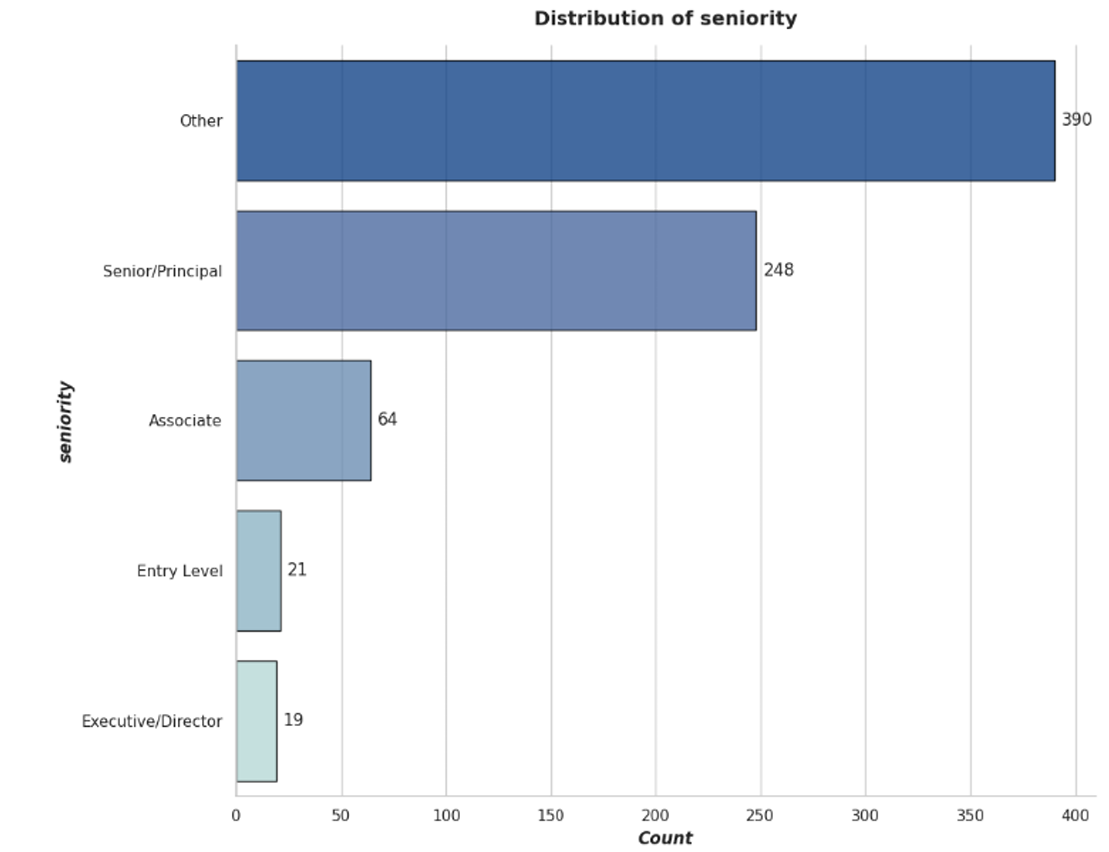 Distribution of seniority
Other
390
Senior/Principal
248
Associate
64
Entry Level
21
Executive/Director
19
seniority
0 50 100 150 200 250 300 350 400
Count